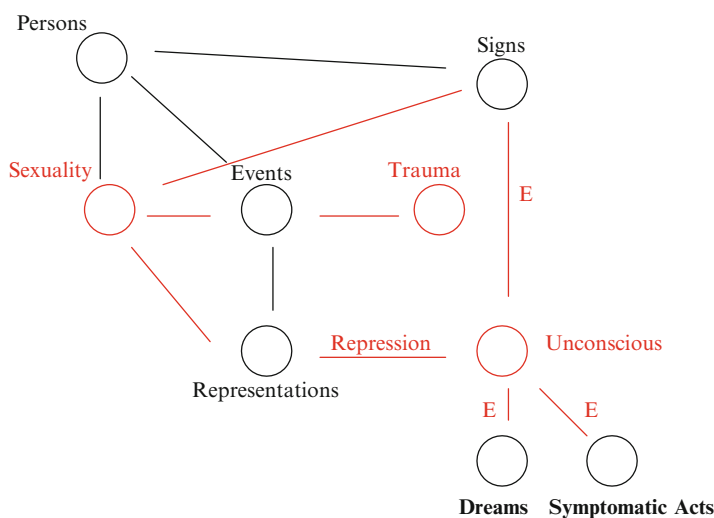 Persons
Signs
Sexuality
Events
Trauma
E
Repression
Unconscious
Representations
E
E
Dreams
Symptomatic Acts